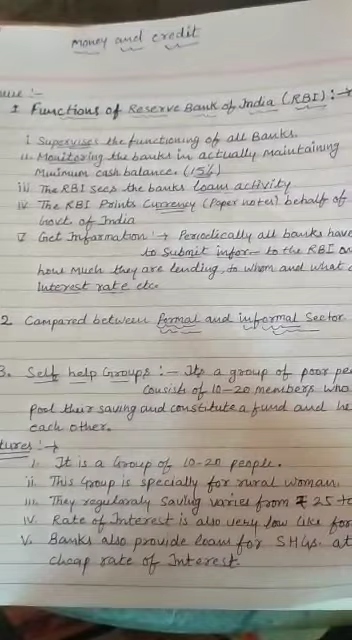 Money and credit
1 Functions of Reserve Bank of India (RBI) :→
i Supervises the functioning of all Banks.
ii. Monitoring the banks in actually maintaining
Minimum cash balance. (15%)
iii The RBI sees the banks loan activity
iv The RBI Prints Currency (Paper notes) behalf of
Govt. of India
V Get Information :→ Periodically all banks have
to Submit infor— to the RBI on
how Much they are lending, to whom and what
Interest rate etc.
2 Compared between formal and informal Sector
3. Self help Groups :- Its a group of poor
Consists of 10-20 members who
Pool their saving and constitute a fund and
each other.
tures :→
i. It is a Group of 10-20 people.
ii. This Group is specially for rural woman.
iii. They regularaly Saving varies from ₹ 25 to
iv. Rate of Interest is also very low like for
v. Banks also provide loan for SHGs. at
cheap rate of Interest.